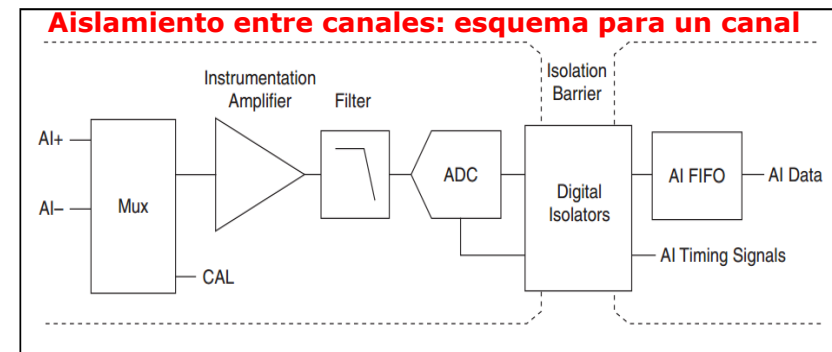 Aislamiento entre canales: esquema para un canal
Instrumentation
Amplifier
Filter
Isolation
Barrier
AI+
AI–
Mux
CAL
ADC
Digital
Isolators
AI FIFO
AI Data
AI Timing Signals